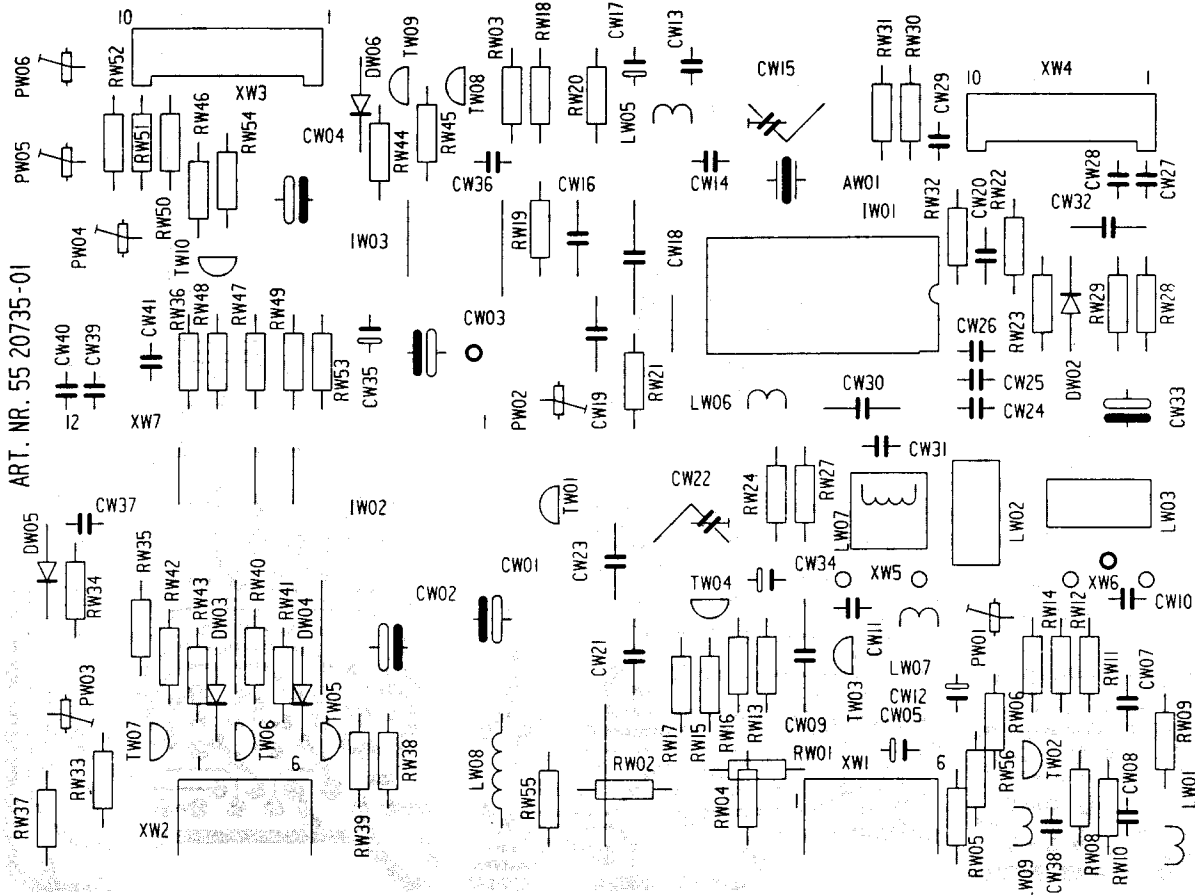 ART. NR. 55 20735-01
PW06
RW52
10
1
XW3
DW06
TW09
RW03
RW18
CW17
CW13
CW15
RW31
RW30
CW29
10
XW4
1
PW05
RW51
RW46
RW54
CW04
RW44
RW45
TW08
RW20
LW05
CW14
CW28
CW27
PW04
RW50
TW10
IW03
CW36
RW19
CW16
CW18
AW01
IW01
RW32
CW20
RW22
CW32
CW40
CW39
CW41
RW36
RW48
RW47
RW49
RW53
CW35
CW03
CW19
RW21
CW26
RW23
CW25
CW24
DW02
RW29
RW28
CW33
12
XW7
1
PW02
LW06
CW30
CW31
DW05
CW37
RW34
RW35
RW42
RW43
DW03
RW40
RW41
DW04
IW02
CW02
CW01
TW01
CW23
CW22
RW24
RW27
LW07
LW02
LW03
TW04
CW34
XW5
XW6
CW10
PW03
TW07
TW06
TW05
CW21
TW03
CW11
LW07
CW12
CW05
PW01
RW14
RW12
RW11
CW07
RW37
RW33
XW2
1
6
RW39
RW38
LW08
RW55
RW02
RW17
RW15
RW16
RW13
CW09
RW01
RW04
1
XW1
6
RW06
RW56
RW05
TW02
LW09
CW38
RW08
RW10
CW08
RW09
LW01